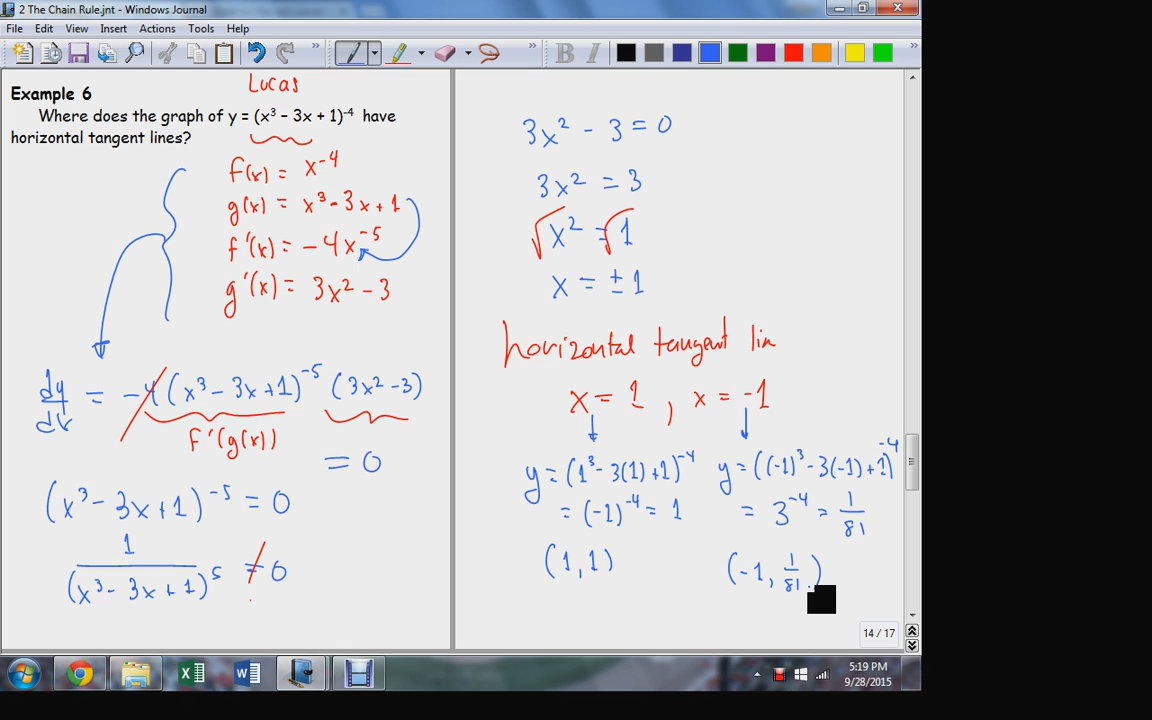 2 The Chain Rule.jnt - Windows Journal
File Edit View Insert Actions Tools Help
B I
Lucas
Example 6
Where does the graph of y = (x³ – 3x + 1)⁻⁴ have
horizontal tangent lines?
f(x) = x⁻⁴
g(x) = x³ - 3x + 1
f'(x) = -4x⁻⁵
g'(x) = 3x² - 3
dy/dx = -4(x³ - 3x + 1)⁻⁵ (3x² - 3)
f'(g(x))
= 0
(x³ - 3x + 1)⁻⁵ = 0
1/(x³ - 3x + 1)⁵ ≠ 0
3x² - 3 = 0
3x² = 3
√x² = √1
x = ± 1
horizontal tangent lin
x = 1 , x = -1
y = (1³ - 3(1) + 1)⁻⁴
= (-1)⁻⁴ = 1
(1, 1)
y = ((-1)³ - 3(-1) + 1)⁻⁴
= 3⁻⁴ = 1/81
(-1, 1/81)
14 / 17
5:19 PM
9/28/2015